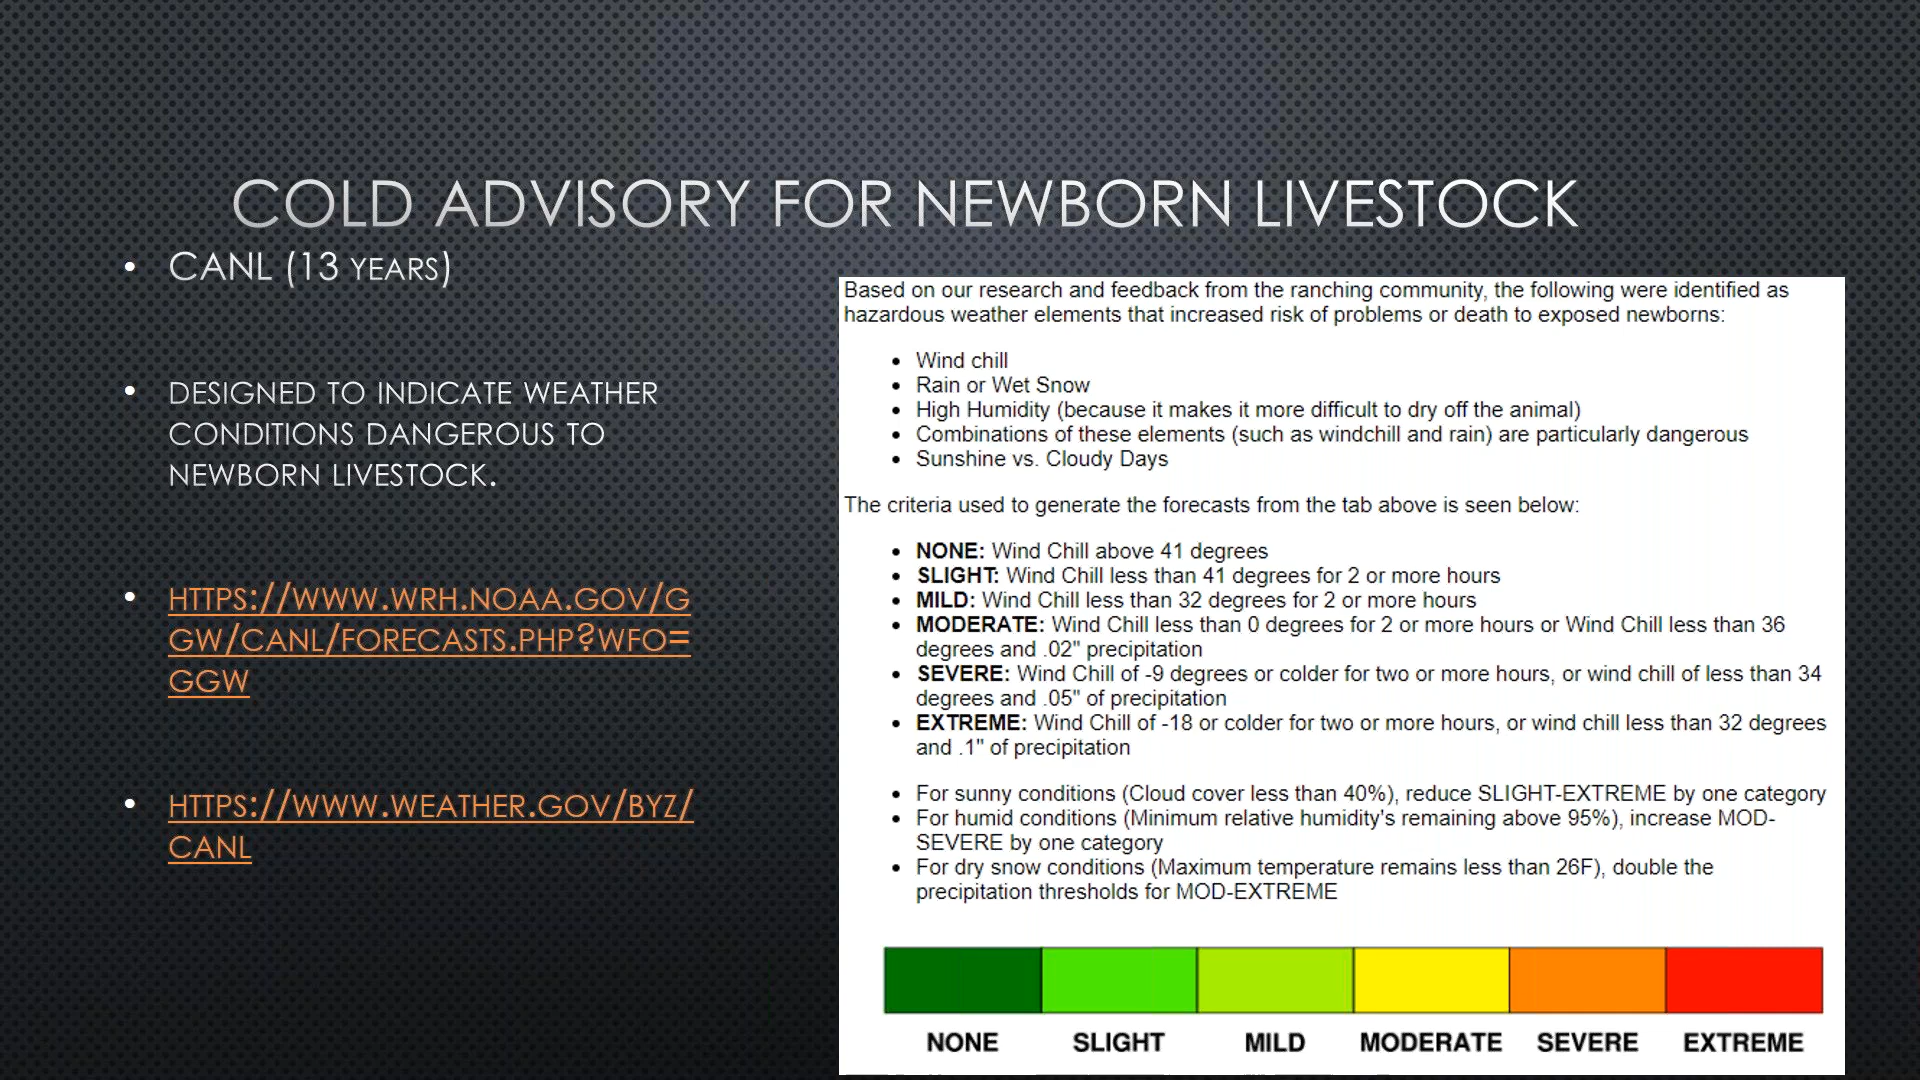 COLD ADVISORY FOR NEWBORN LIVESTOCK
• CANL (13 YEARS)
• DESIGNED TO INDICATE WEATHER
CONDITIONS DANGEROUS TO
NEWBORN LIVESTOCK.
• HTTPS://WWW.WRH.NOAA.GOV/G
GW/CANL/FORECASTS.PHP?WFO=
GGW
• HTTPS://WWW.WEATHER.GOV/BYZ/
CANL
Based on our research and feedback from the ranching community, the following were identified as
hazardous weather elements that increased risk of problems or death to exposed newborns:
• Wind chill
• Rain or Wet Snow
• High Humidity (because it makes it more difficult to dry off the animal)
• Combinations of these elements (such as windchill and rain) are particularly dangerous
• Sunshine vs. Cloudy Days
The criteria used to generate the forecasts from the tab above is seen below:
• NONE: Wind Chill above 41 degrees
• SLIGHT: Wind Chill less than 41 degrees for 2 or more hours
• MILD: Wind Chill less than 32 degrees for 2 or more hours
• MODERATE: Wind Chill less than 0 degrees for 2 or more hours or Wind Chill less than 36
degrees and .02" precipitation
• SEVERE: Wind Chill of -9 degrees or colder for two or more hours, or wind chill of less than 34
degrees and .05" of precipitation
• EXTREME: Wind Chill of -18 or colder for two or more hours, or wind chill less than 32 degrees
and .1" of precipitation
• For sunny conditions (Cloud cover less than 40%), reduce SLIGHT-EXTREME by one category
• For humid conditions (Minimum relative humidity's remaining above 95%), increase MOD-
SEVERE by one category
• For dry snow conditions (Maximum temperature remains less than 26F), double the
precipitation thresholds for MOD-EXTREME
NONE SLIGHT MILD MODERATE SEVERE EXTREME